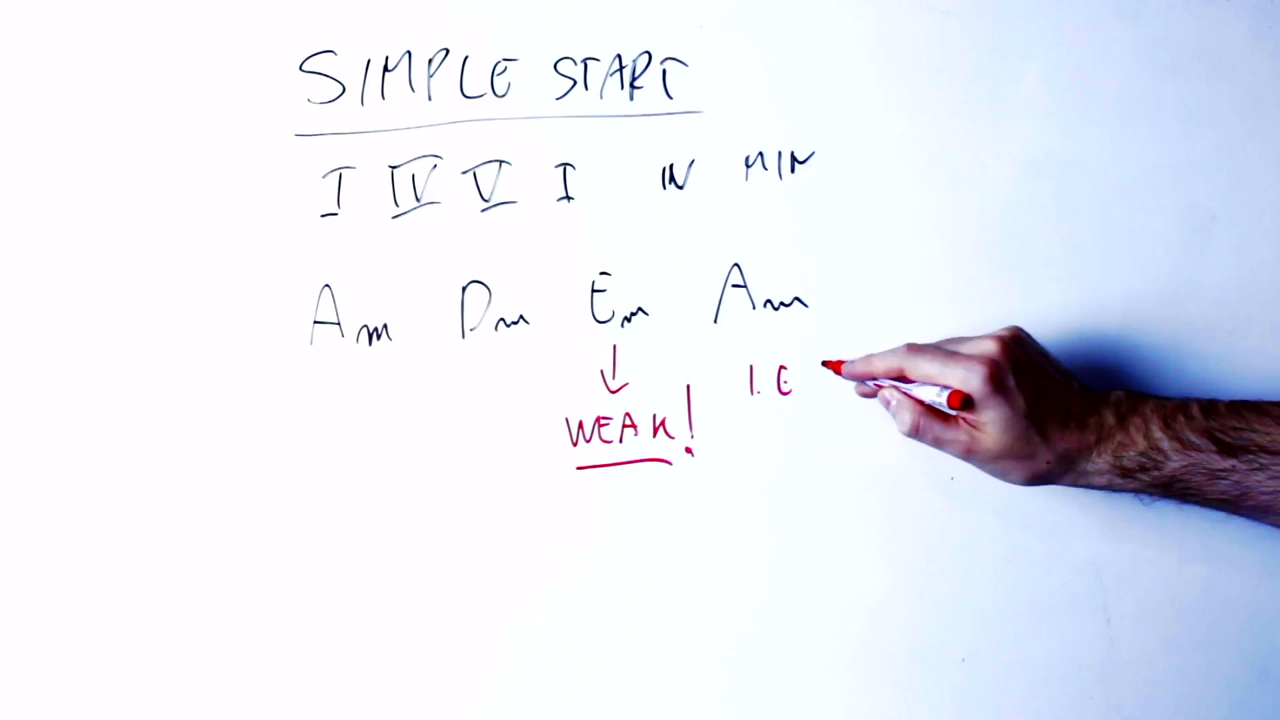 SIMPLE START
I IV V I IN MIN
Am Dm Em Am
↓
WEAK! I.E